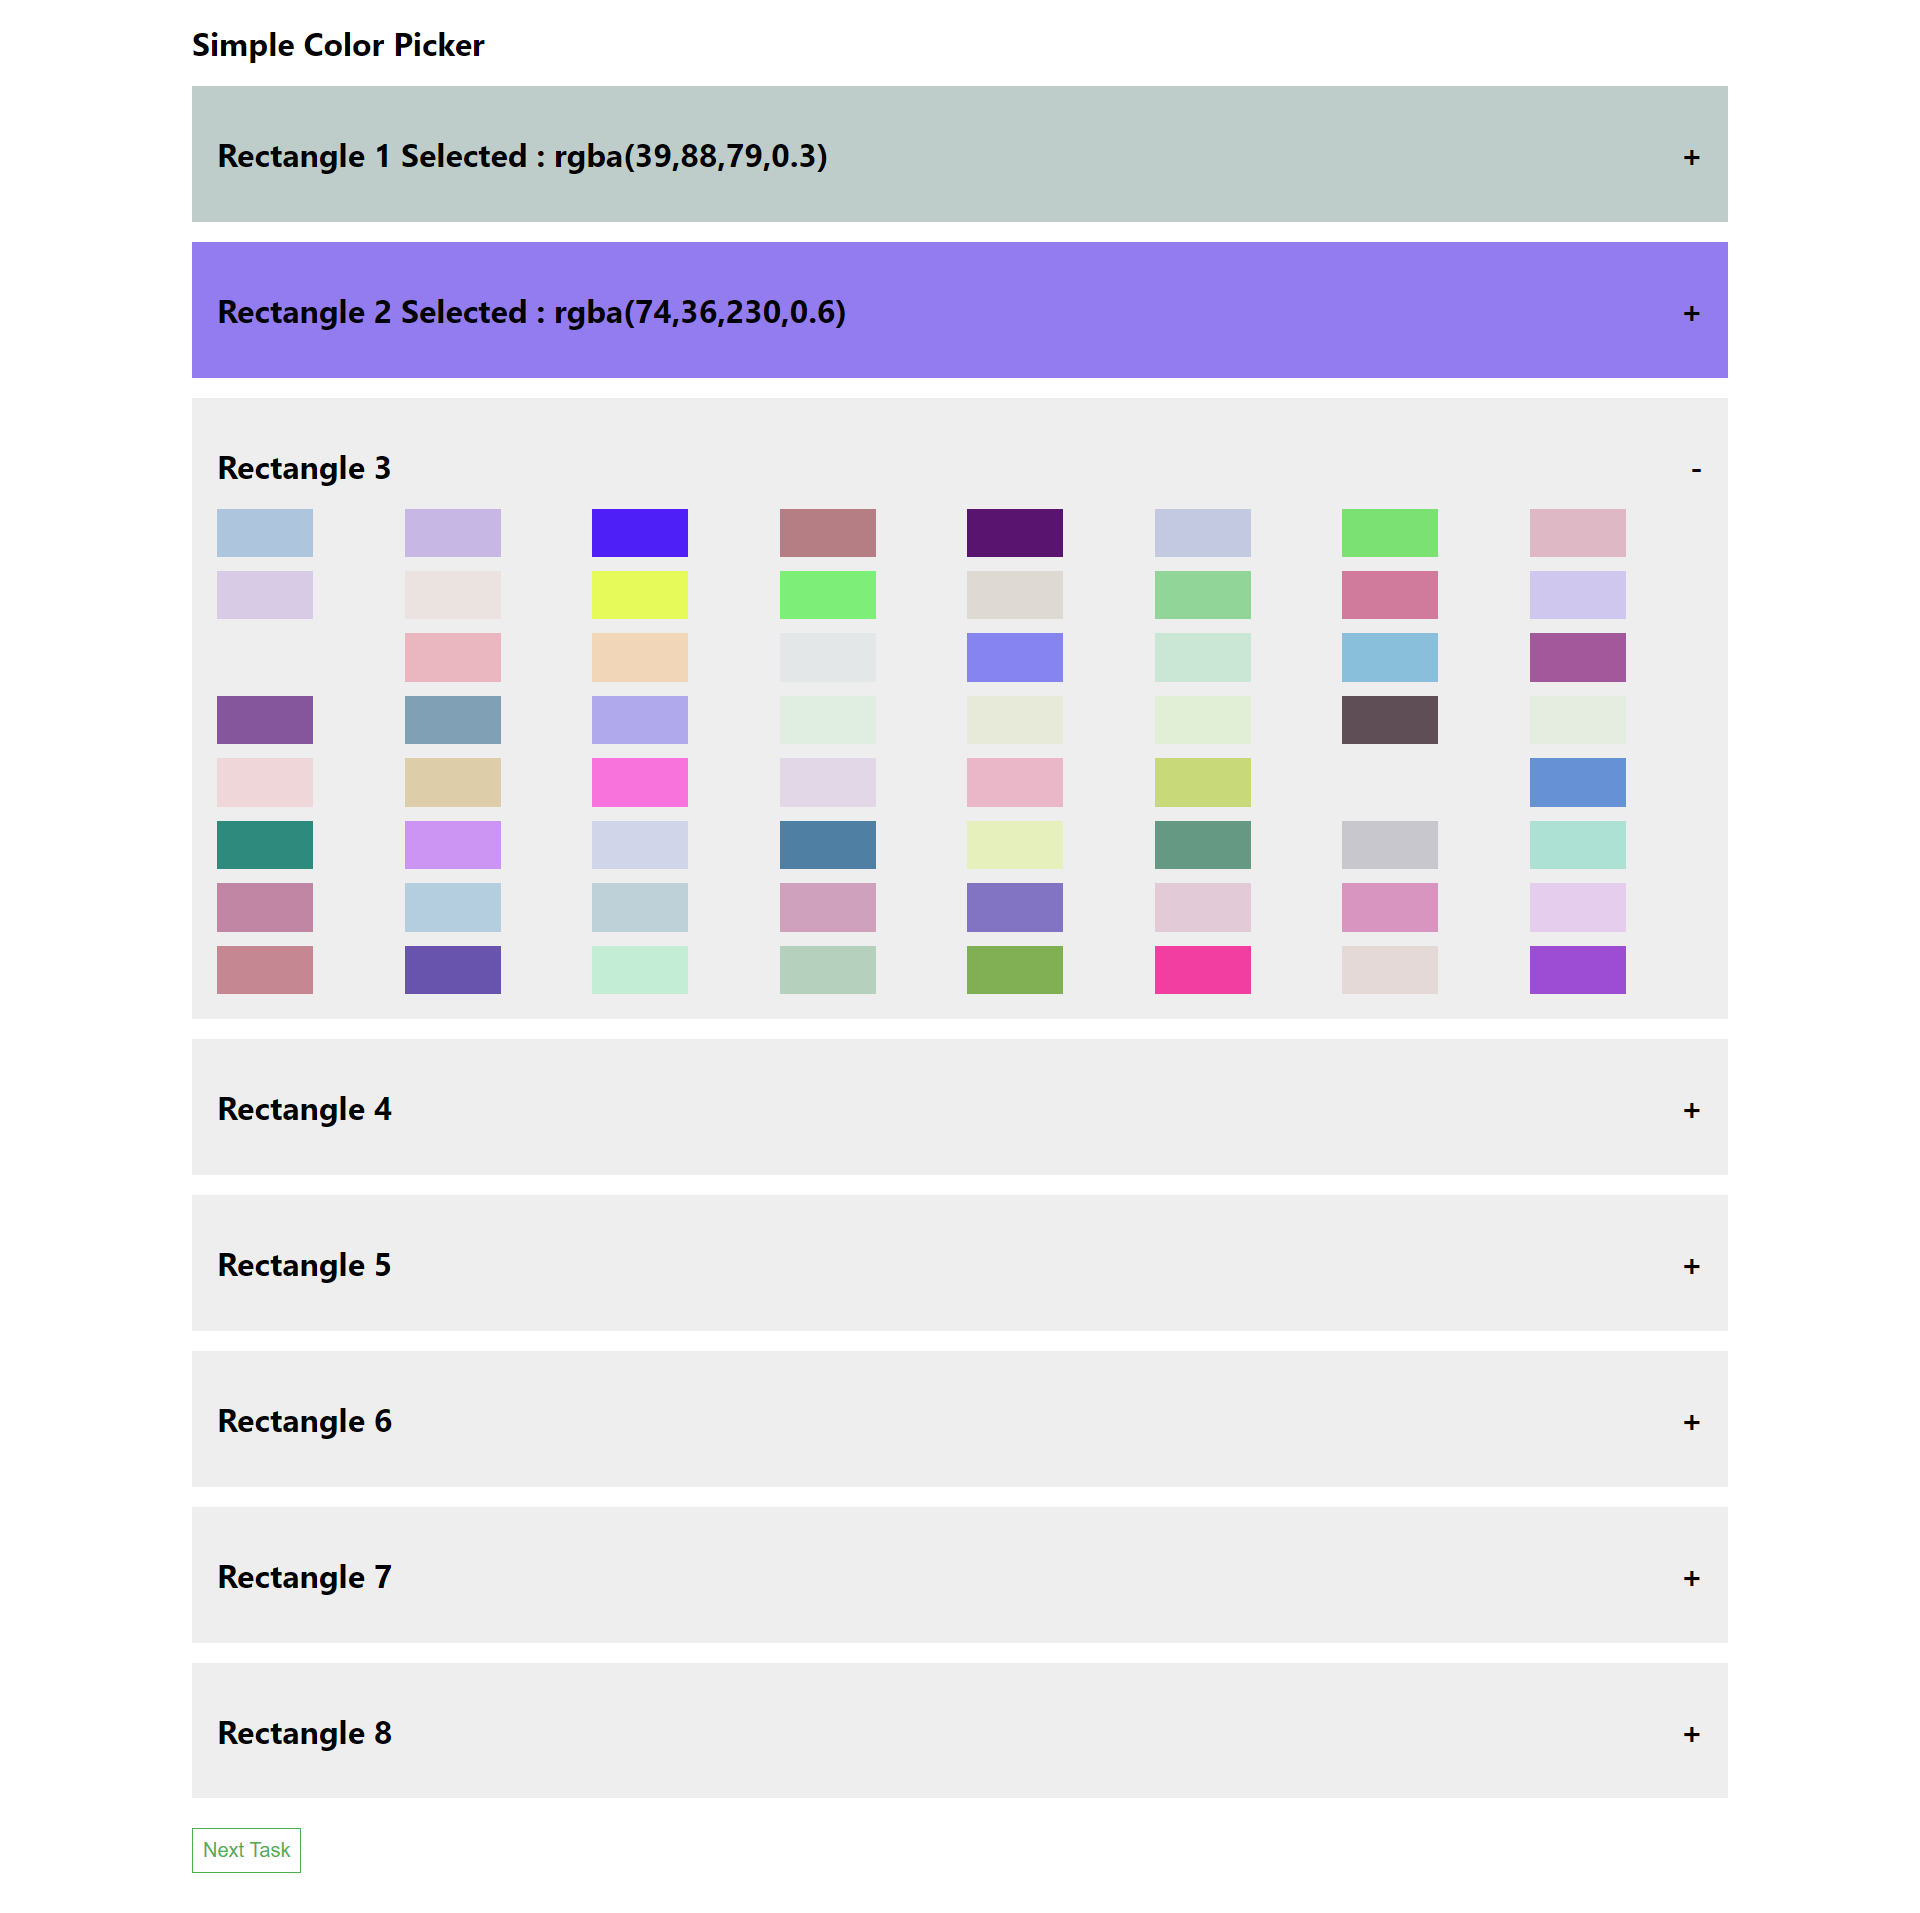 Simple Color Picker
Rectangle 1 Selected : rgba(39,88,79,0.3) +
Rectangle 2 Selected : rgba(74,36,230,0.6) +
Rectangle 3 -
Rectangle 4 +
Rectangle 5 +
Rectangle 6 +
Rectangle 7 +
Rectangle 8 +
Next Task